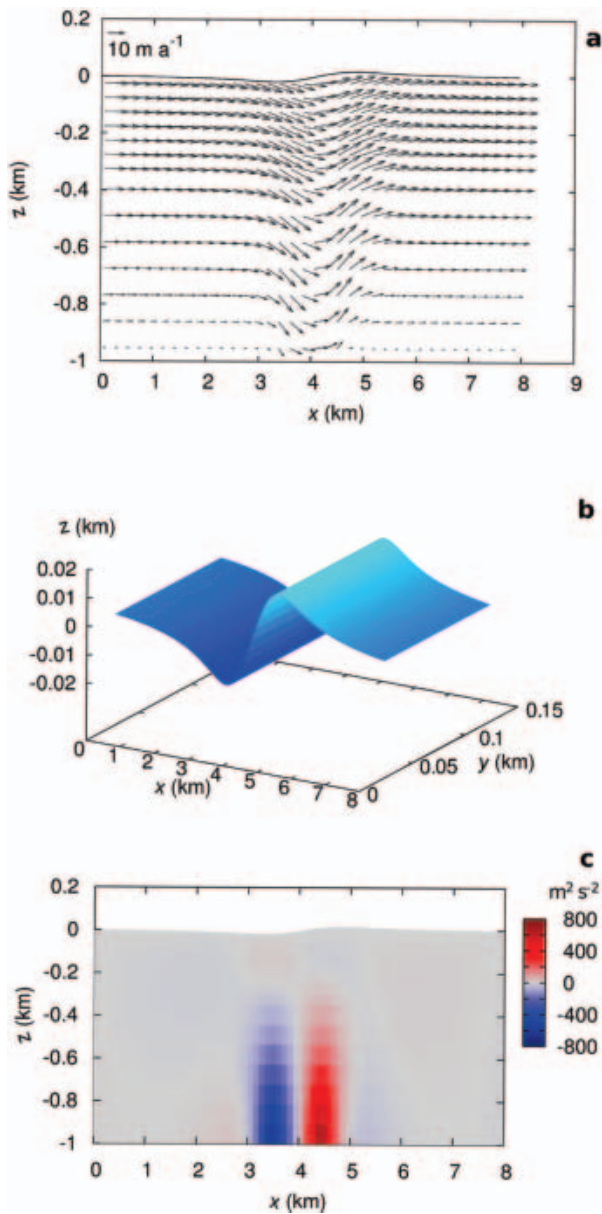 0.2
10 m a⁻¹
a
0
-0.2
-0.4
z (km)
-0.6
-0.8
-1
0 1 2 3 4 5 6 7 8 9
x (km)
b
z (km)
0.02
0.01
0
-0.01
-0.02
0 1 2 3 4 5 6 7 8
x (km)
0 0.05 0.1 0.15
y (km)
c
m² s⁻²
0.2
0
-0.2
-0.4
z (km)
-0.6
-0.8
-1
800
400
0
-400
-800
0 1 2 3 4 5 6 7 8
x (km)